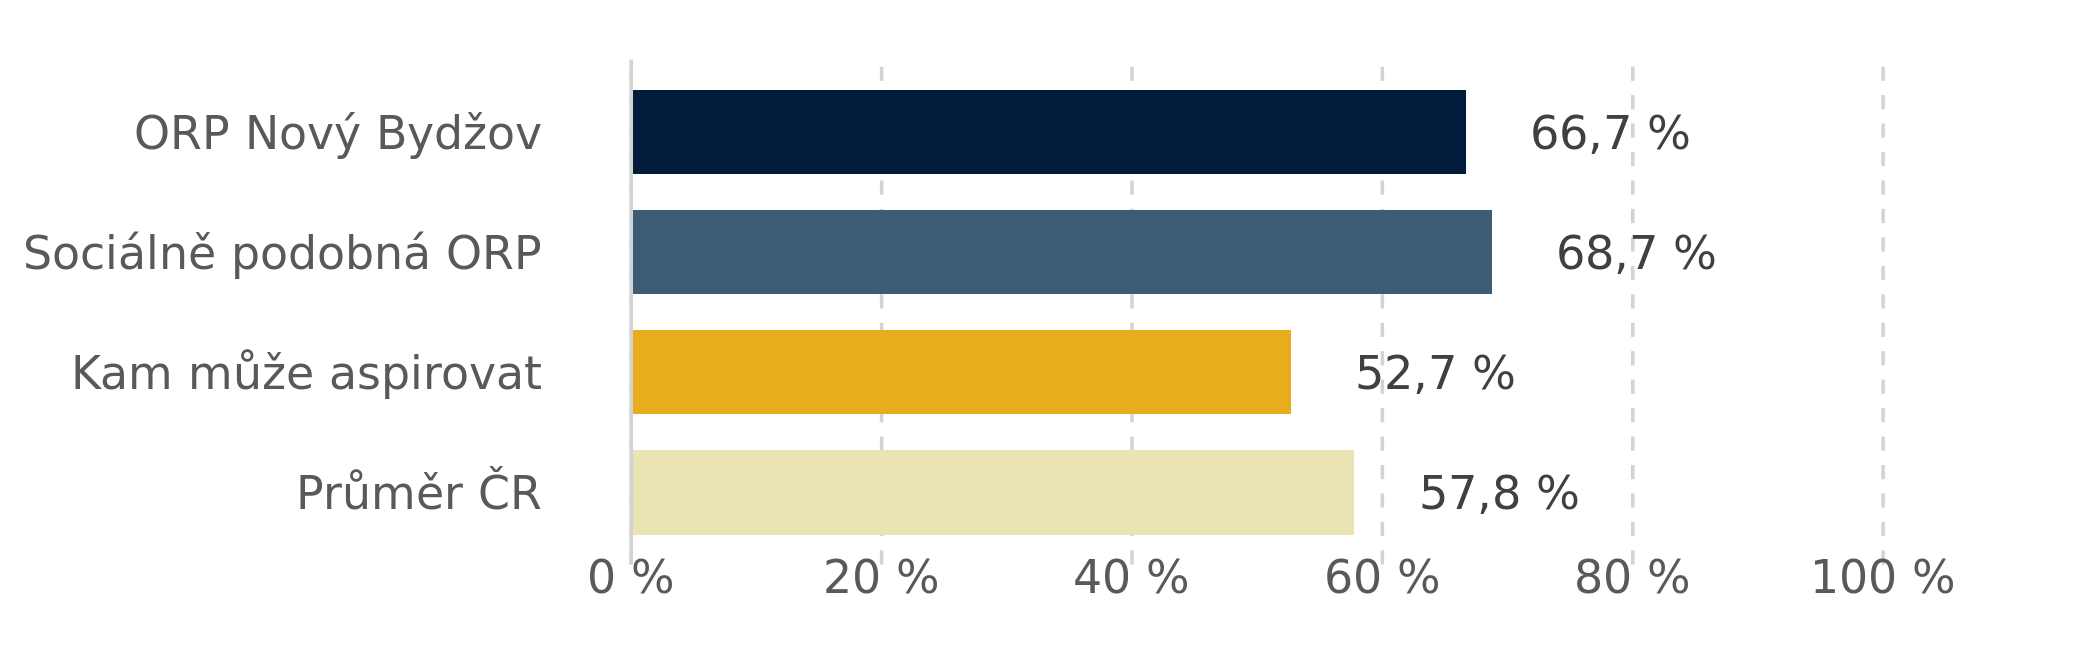 ORP Nový Bydžov 66,7 %
Sociálně podobná ORP 68,7 %
Kam může aspirovat 52,7 %
Průměr ČR 57,8 %
0 % 20 % 40 % 60 % 80 % 100 %